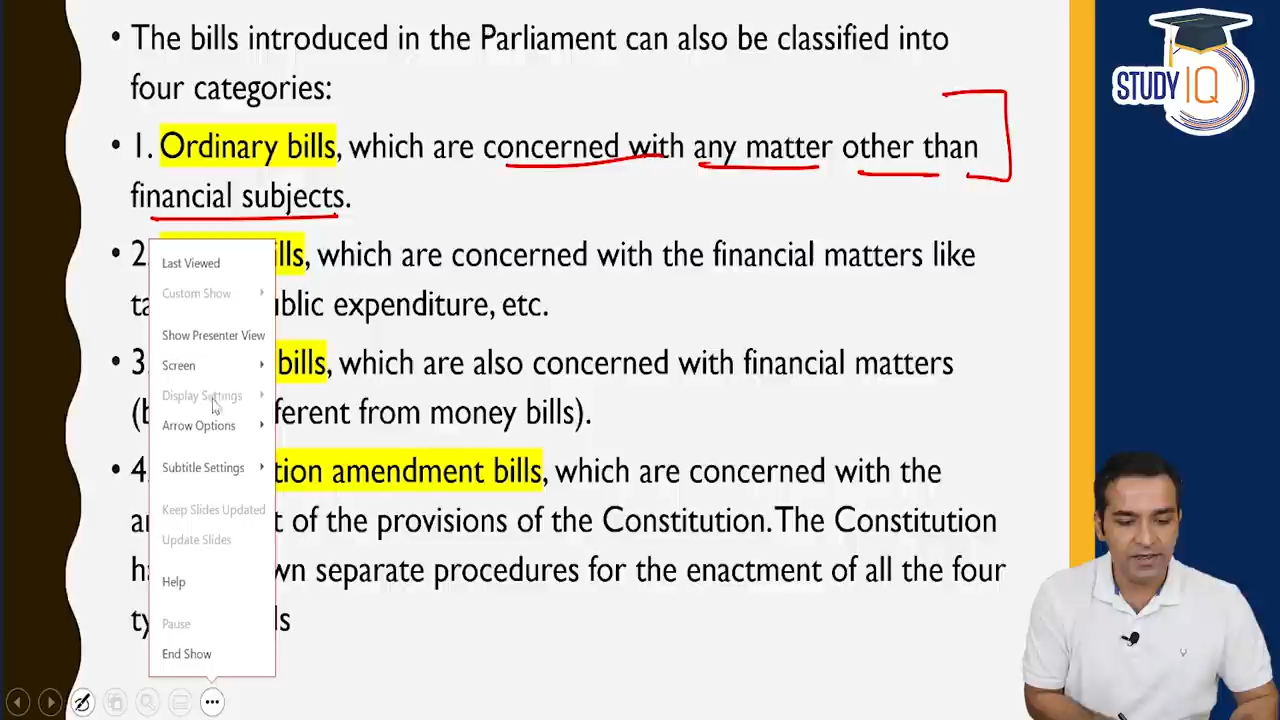 • The bills introduced in the Parliament can also be classified into
four categories:
• 1. Ordinary bills, which are concerned with any matter other than
financial subjects.
• 2. ills, which are concerned with the financial matters like
ta ublic expenditure, etc.
• 3. bills, which are also concerned with financial matters
(b ferent from money bills).
• 4. tion amendment bills, which are concerned with the
an t of the provisions of the Constitution. The Constitution
ha wn separate procedures for the enactment of all the four
ty ls
Last Viewed
Custom Show
Show Presenter View
Screen
Display Settings
Arrow Options
Subtitle Settings
Keep Slides Updated
Update Slides
Help
Pause
End Show
STUDY IQ